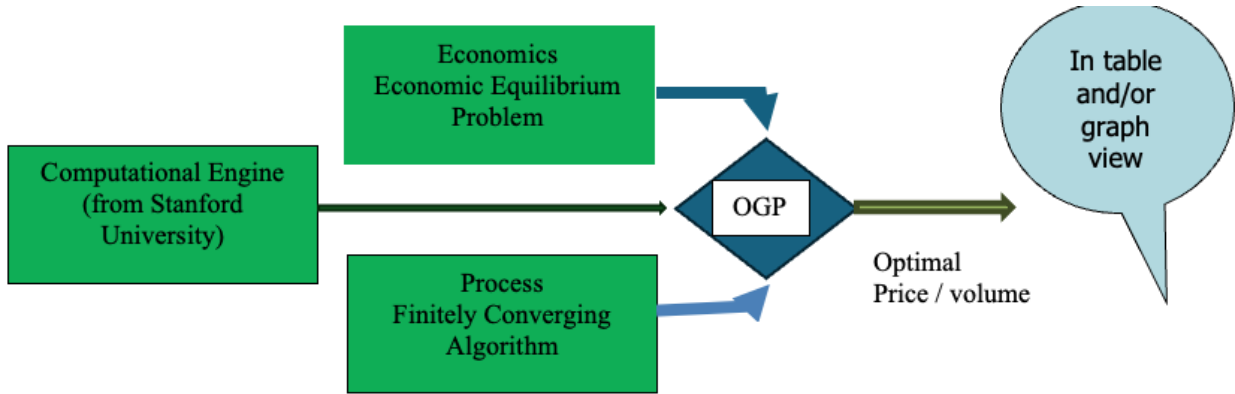 Economics
Economic Equilibrium
Problem
Computational Engine
(from Stanford
University)
Process
Finitely Converging
Algorithm
OGP
Optimal
Price / volume
In table
and/or
graph
view